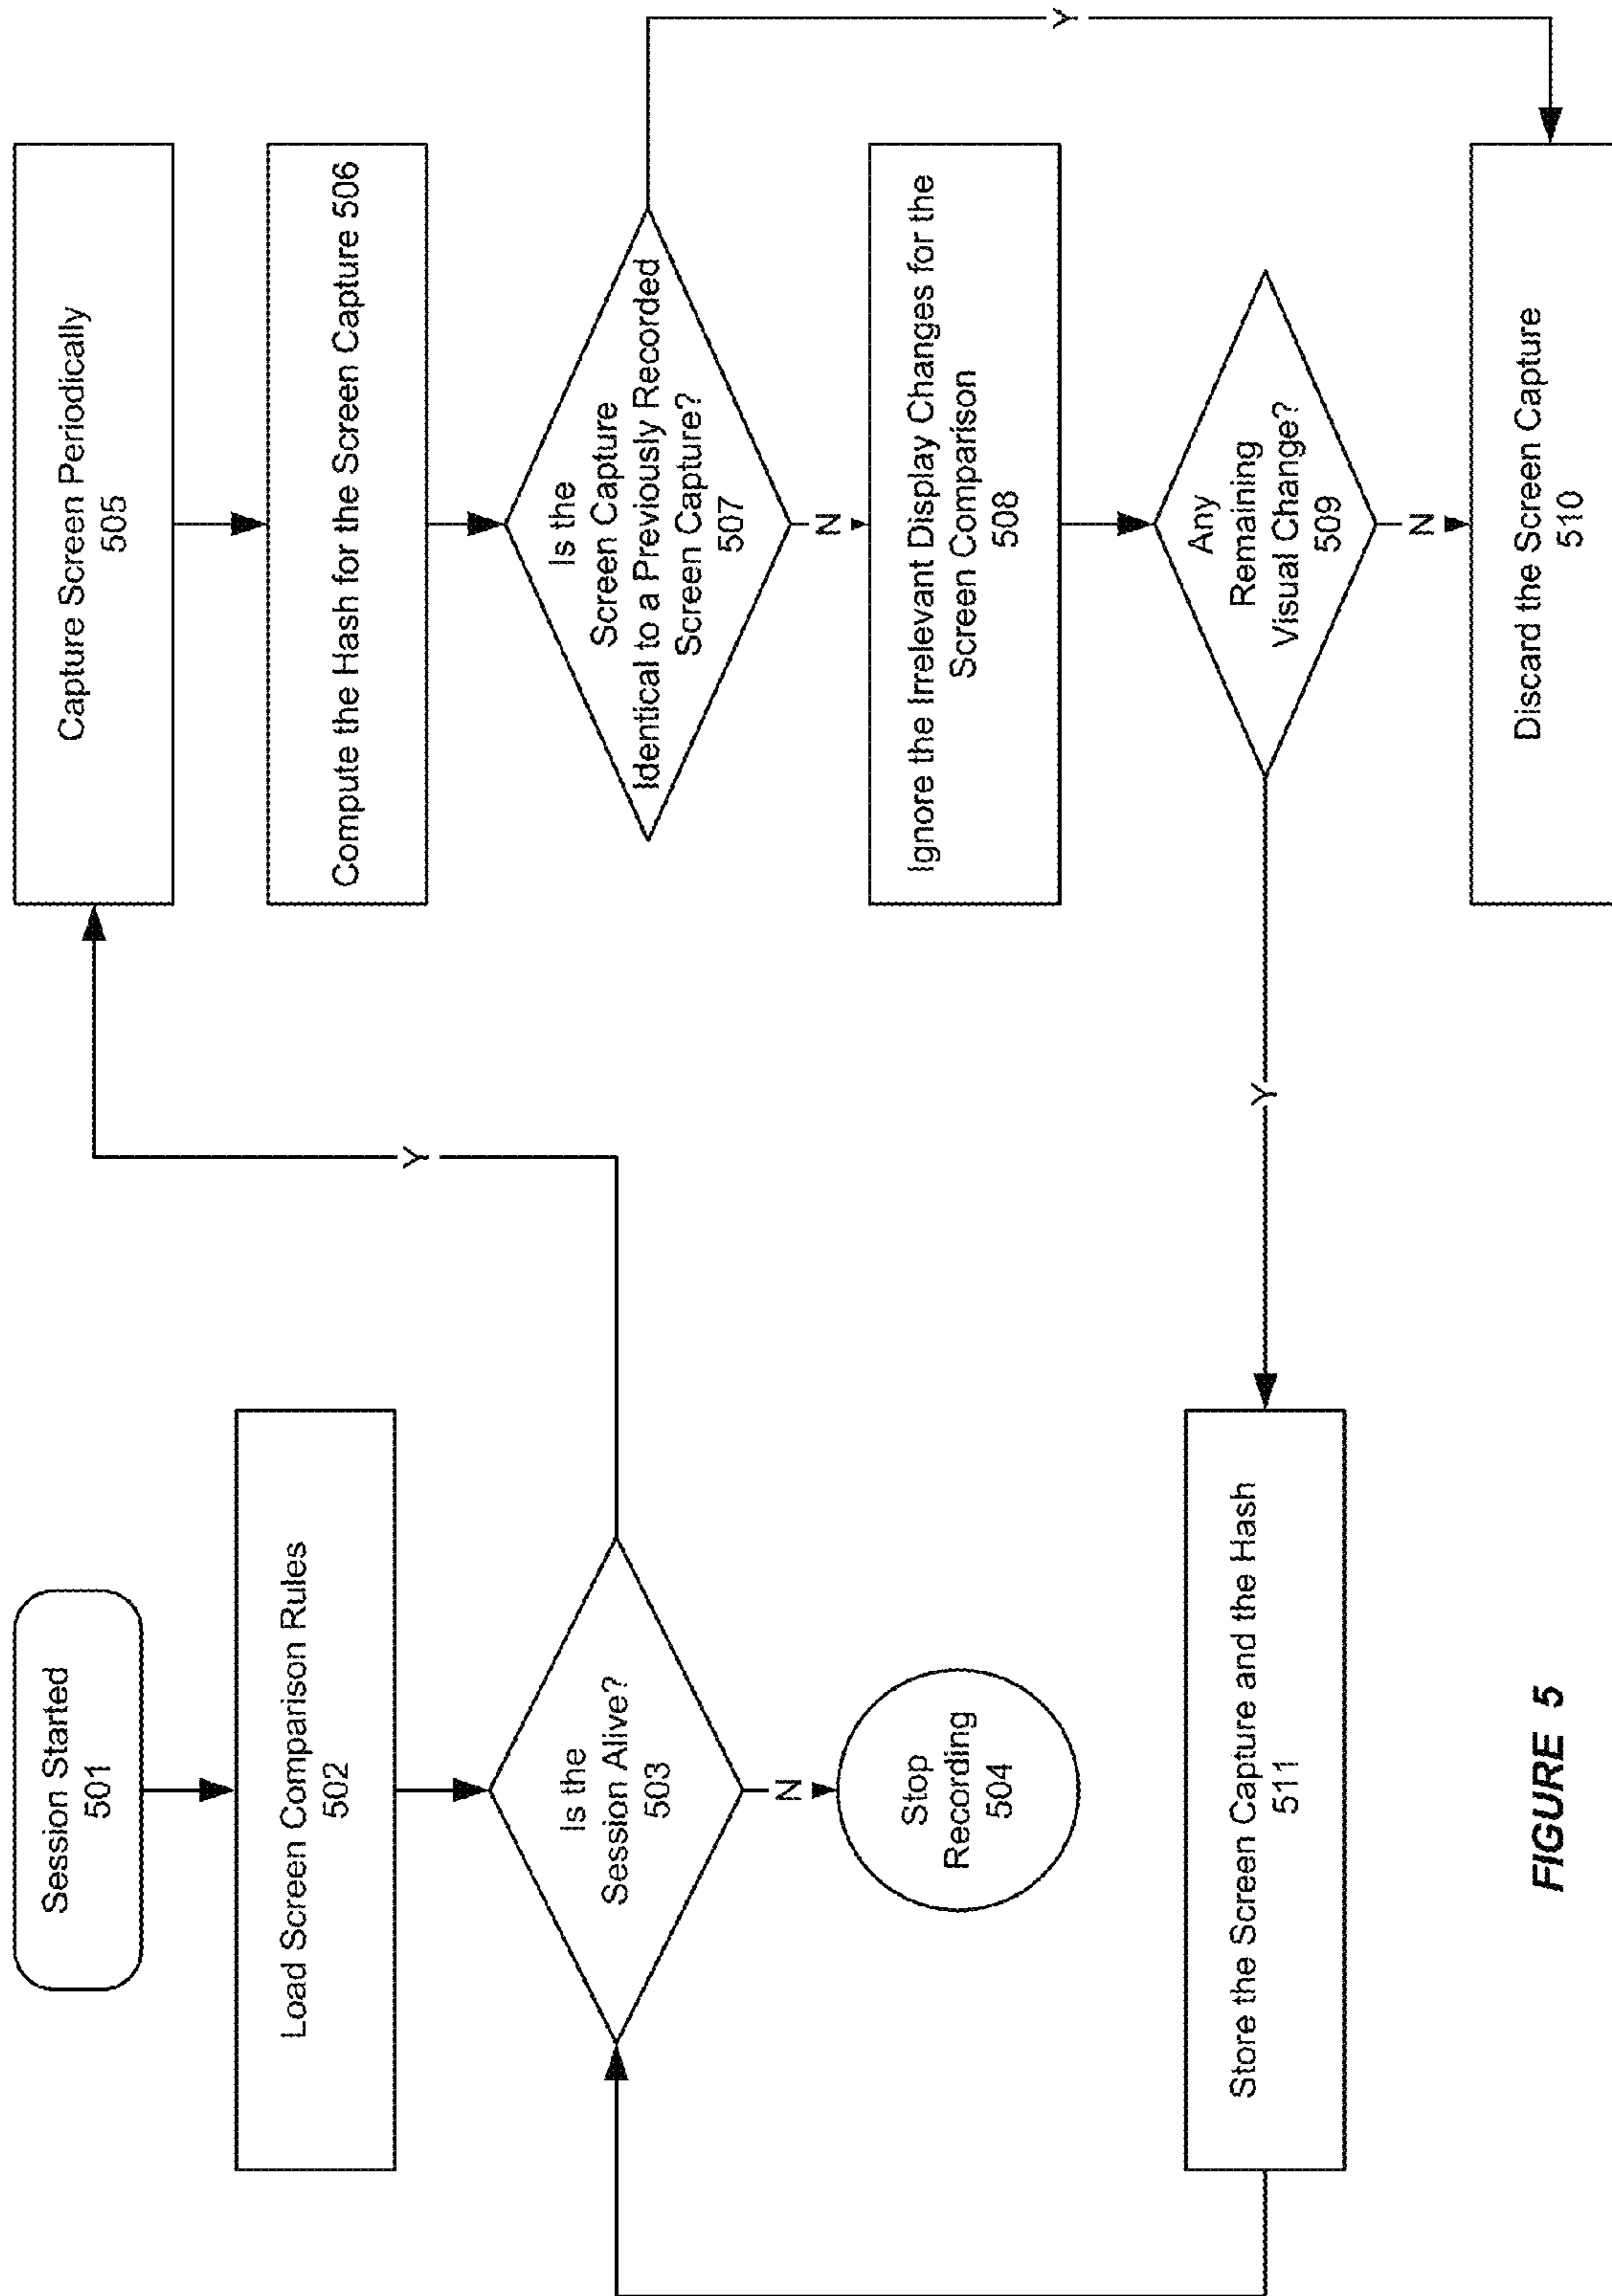 Session Started
501
Load Screen Comparison Rules
502
Is the
Session Alive?
503
N
Stop
Recording
504
Y
Capture Screen Periodically
505
Compute the Hash for the Screen Capture 506
Is the
Screen Capture
Identical to a Previously Recorded
Screen Capture?
507
Y
N
Ignore the Irrelevant Display Changes for the
Screen Comparison
508
Any
Remaining
Visual Change?
509
Y
N
Discard the Screen Capture
510
Store the Screen Capture and the Hash
511
FIGURE 5